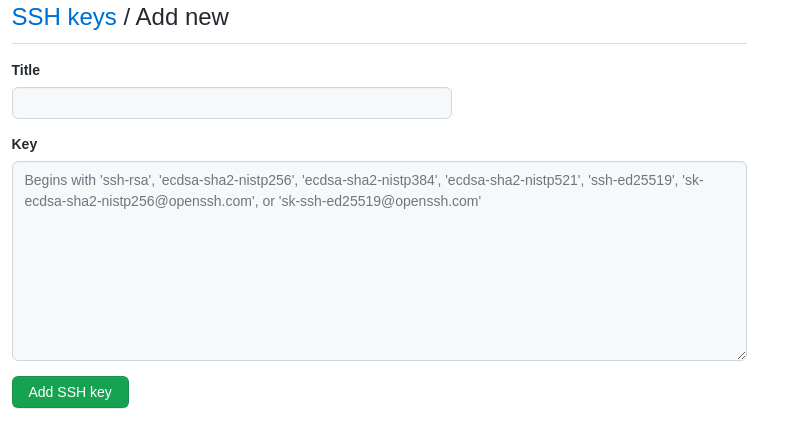 SSH keys / Add new
Title
Key
Begins with 'ssh-rsa', 'ecdsa-sha2-nistp256', 'ecdsa-sha2-nistp384', 'ecdsa-sha2-nistp521', 'ssh-ed25519', 'sk-
ecdsa-sha2-nistp256@openssh.com', or 'sk-ssh-ed25519@openssh.com'
Add SSH key